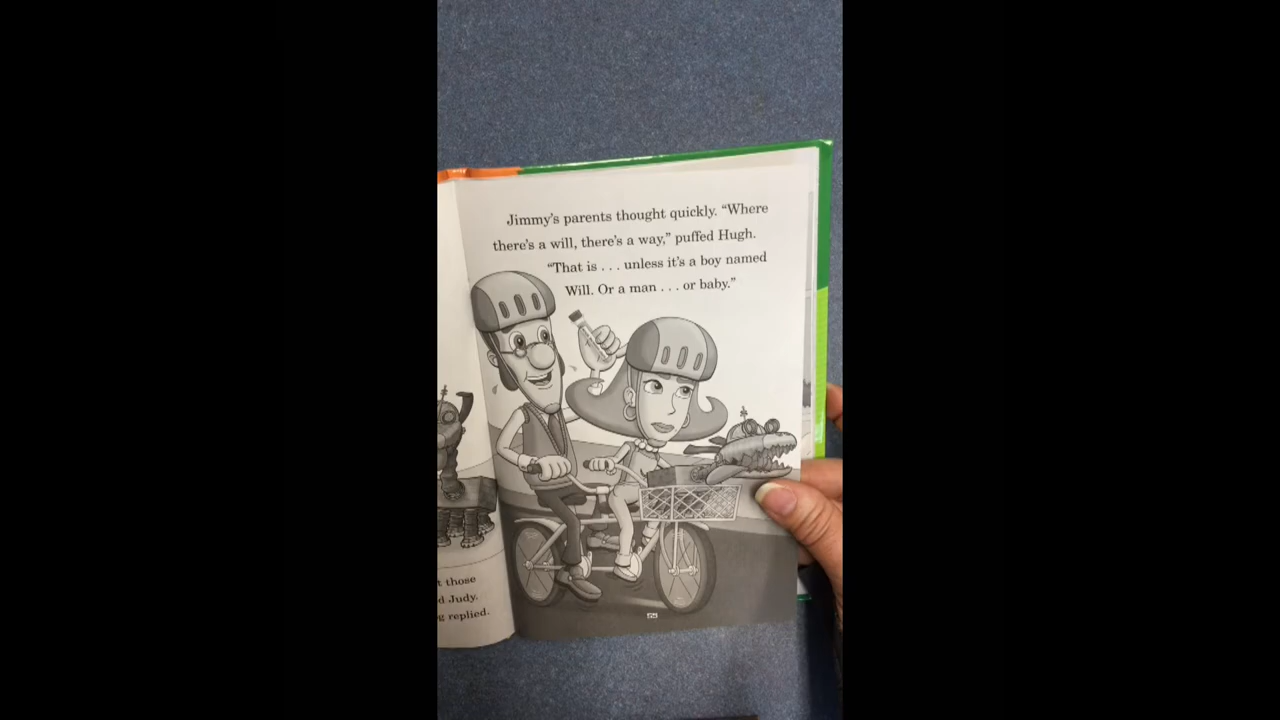 Jimmy's parents thought quickly. “Where
there's a will, there's a way,” puffed Hugh.
“That is . . . unless it's a boy named
Will. Or a man . . . or baby.”
t those
d Judy.
g replied.